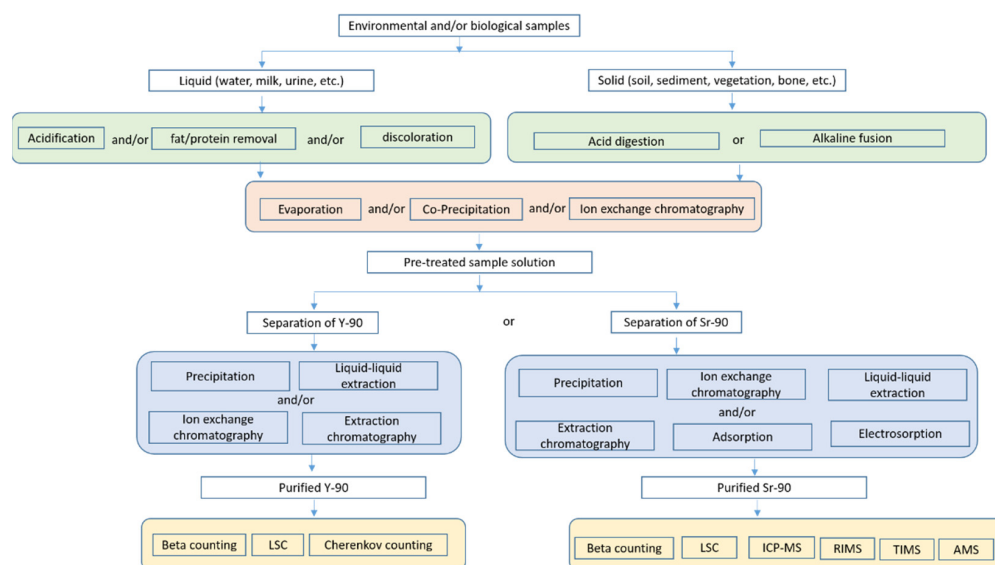 Environmental and/or biological samples
Liquid (water, milk, urine, etc.)
Solid (soil, sediment, vegetation, bone, etc.)
Acidification and/or fat/protein removal and/or discoloration
Acid digestion or Alkaline fusion
Evaporation and/or Co-Precipitation and/or Ion exchange chromatography
Pre-treated sample solution
Separation of Y-90 or Separation of Sr-90
Precipitation
Liquid-liquid
extraction
and/or
Ion exchange
chromatography
Extraction
chromatography
Precipitation
Ion exchange
chromatography
Liquid-liquid
extraction
and/or
Extraction
chromatography
Adsorption
Electrosorption
Purified Y-90
Purified Sr-90
Beta counting LSC Cherenkov counting
Beta counting LSC ICP-MS RIMS TIMS AMS